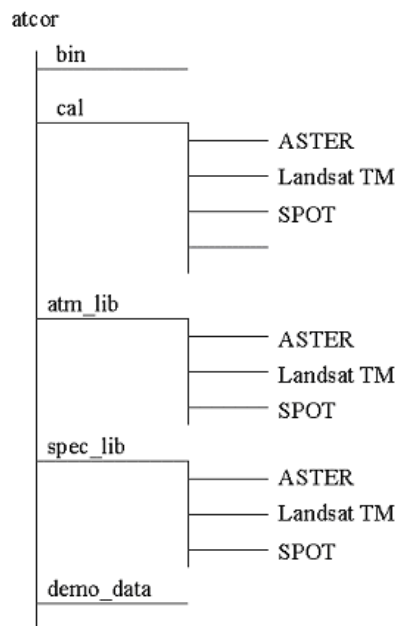 atcor
bin
cal
ASTER
Landsat TM
SPOT
atm_lib
ASTER
Landsat TM
SPOT
spec_lib
ASTER
Landsat TM
SPOT
demo_data